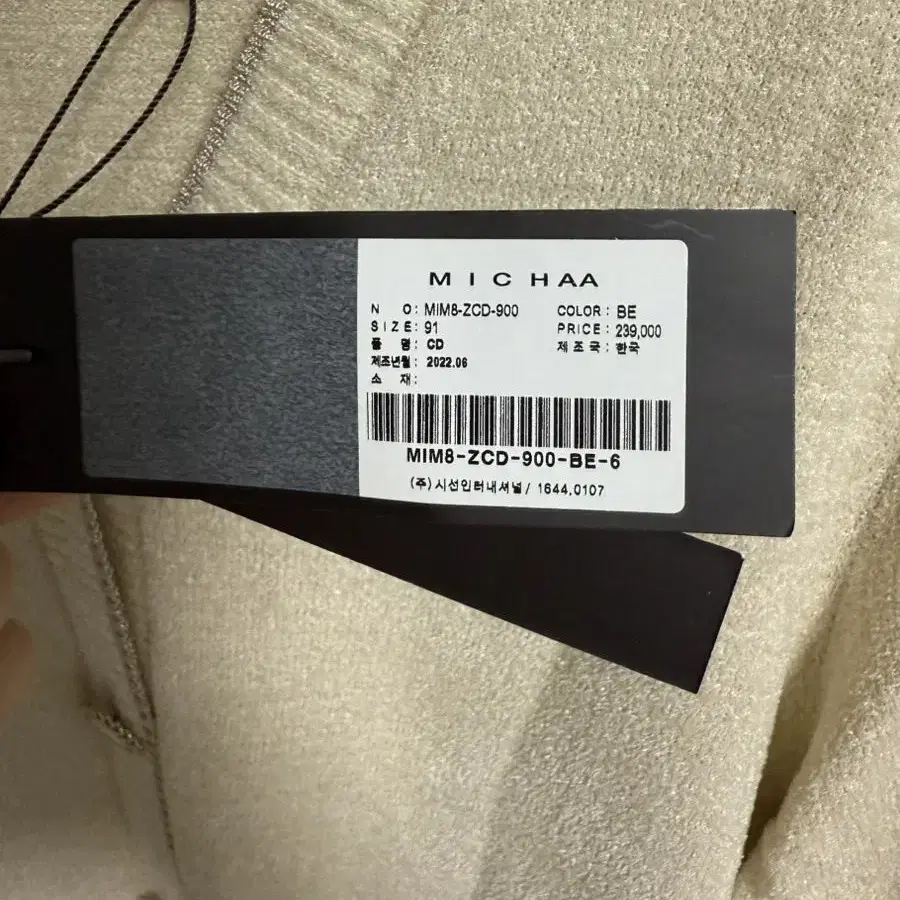 MICHAA
N O: MIM8-ZCD-900 COLOR: BE
SIZE: 91 PRICE: 239,000
품 명: CD 제조국: 한국
제조년월: 2022.06
소 재:
MIM8-ZCD-900-BE-6
(주)시선인터내셔널/ 1644.0107